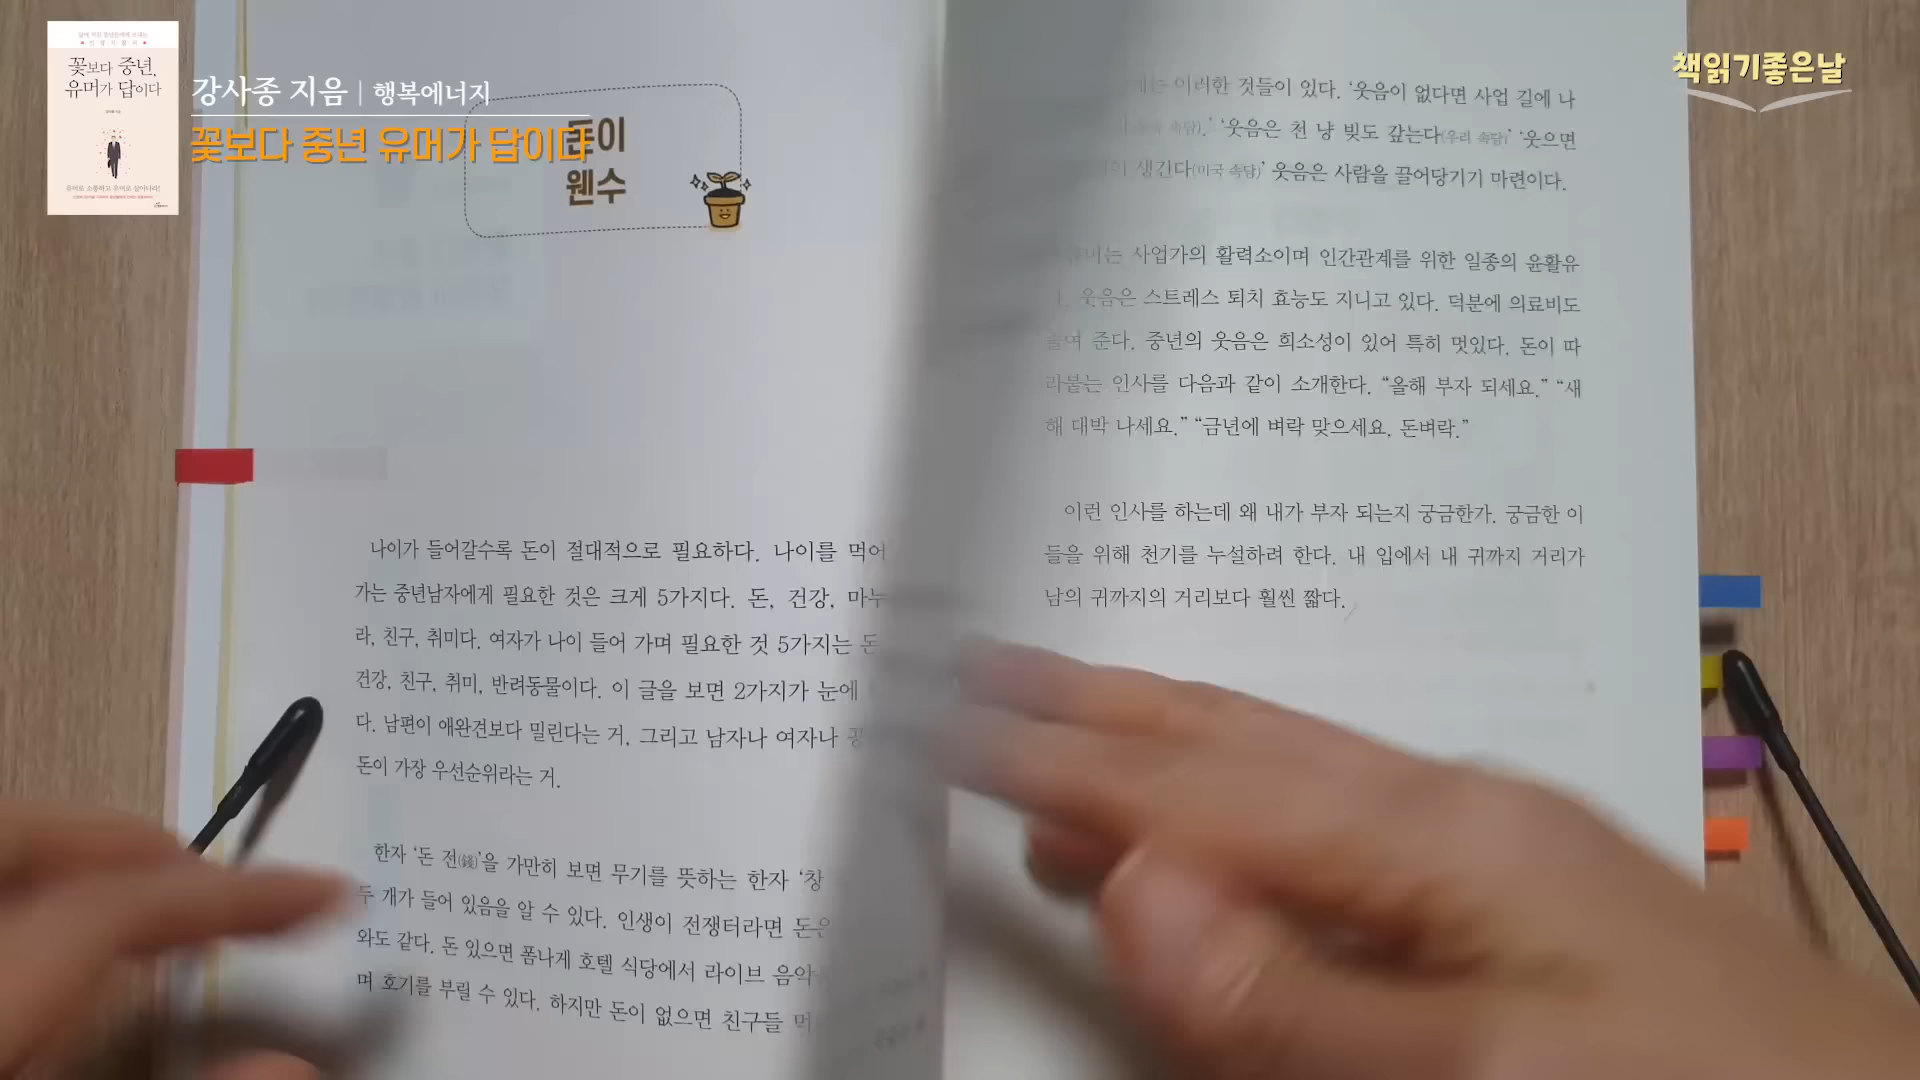 꽃보다 중년,
유머가 답이다
강사종 지음 | 행복에너지
꽃보다 중년 유머가 답이다
책읽기좋은날
돈이
웬수
나이가 들어갈수록 돈이 절대적으로 필요하다. 나이를 먹어
가는 중년남자에게 필요한 것은 크게 5가지다. 돈, 건강, 마누
라, 친구, 취미다. 여자가 나이 들어 가며 필요한 것 5가지는 돈
건강, 친구, 취미, 반려동물이다. 이 글을 보면 2가지가 눈에
다. 남편이 애완견보다 밀린다는 거, 그리고 남자나 여자나
돈이 가장 우선순위라는 거.
한자 ‘돈 전(錢)’을 가만히 보면 무기를 뜻하는 한자 ‘창
두 개가 들어 있음을 알 수 있다. 인생이 전쟁터라면 돈은
와도 같다. 돈 있으면 폼나게 호텔 식당에서 라이브 음악
며 호기를 부릴 수 있다. 하지만 돈이 없으면 친구들
이러한 것들이 있다. ‘웃음이 없다면 사업 길에 나
‘웃음은 천 냥 빚도 갚는다(우리 속담)’ ‘웃으면
생긴다(미국 속담)’ 웃음은 사람을 끌어당기기 마련이다.
사업가의 활력소이며 인간관계를 위한 일종의 윤활유
웃음은 스트레스 퇴치 효능도 지니고 있다. 덕분에 의료비도
준다. 중년의 웃음은 희소성이 있어 특히 멋있다. 돈이 따
라붙는 인사를 다음과 같이 소개한다. “올해 부자 되세요.” “새
해 대박 나세요.” “금년에 벼락 맞으세요, 돈벼락.”
이런 인사를 하는데 왜 내가 부자 되는지 궁금한가. 궁금한 이
들을 위해 천기를 누설하려 한다. 내 입에서 내 귀까지 거리가
남의 귀까지의 거리보다 훨씬 짧다.